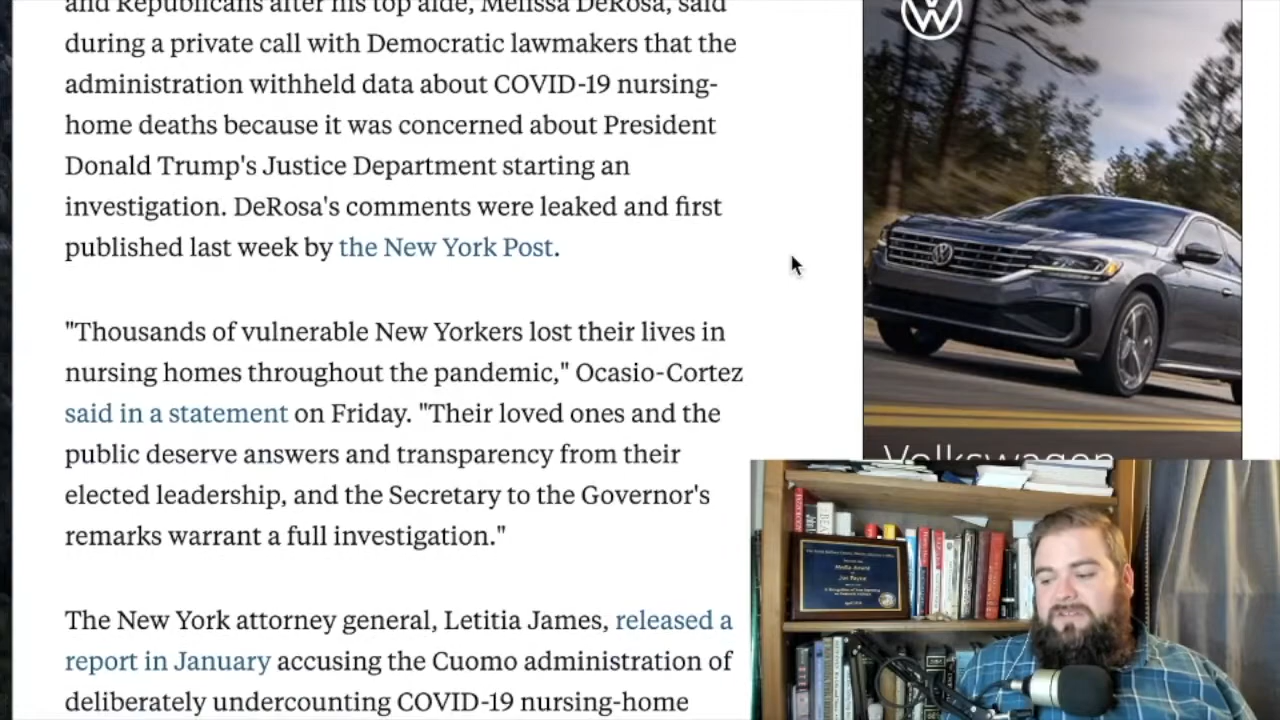 and Republicans after his top aide, Melissa DeRosa, said
during a private call with Democratic lawmakers that the
administration withheld data about COVID-19 nursing-
home deaths because it was concerned about President
Donald Trump's Justice Department starting an
investigation. DeRosa's comments were leaked and first
published last week by the New York Post.
"Thousands of vulnerable New Yorkers lost their lives in
nursing homes throughout the pandemic," Ocasio-Cortez
said in a statement on Friday. "Their loved ones and the
public deserve answers and transparency from their
elected leadership, and the Secretary to the Governor's
remarks warrant a full investigation."
The New York attorney general, Letitia James, released a
report in January accusing the Cuomo administration of
deliberately undercounting COVID-19 nursing-home
Volkswagen
Media Award